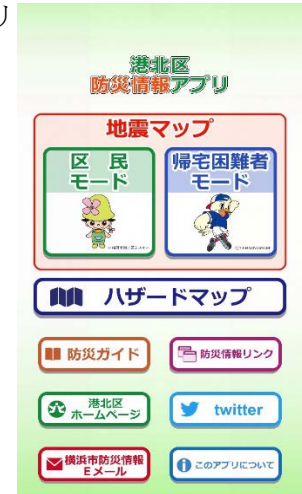 リ
港北区
防災情報アプリ
地震マップ
区 民
モード
帰宅困難者
モード
ハザードマップ
防災ガイド
防災情報リンク
港北区
ホームページ
twitter
横浜市防災情報
Eメール
このアプリについて